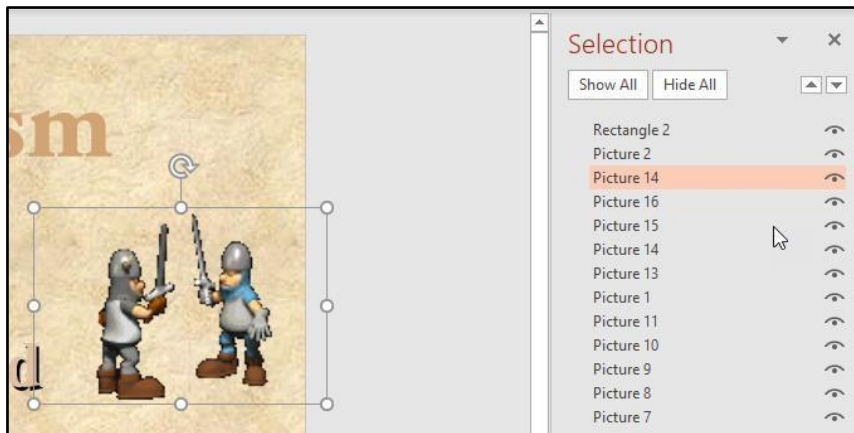 sm
d
Selection
Show All Hide All
Rectangle 2
Picture 2
Picture 14
Picture 16
Picture 15
Picture 14
Picture 13
Picture 1
Picture 11
Picture 10
Picture 9
Picture 8
Picture 7